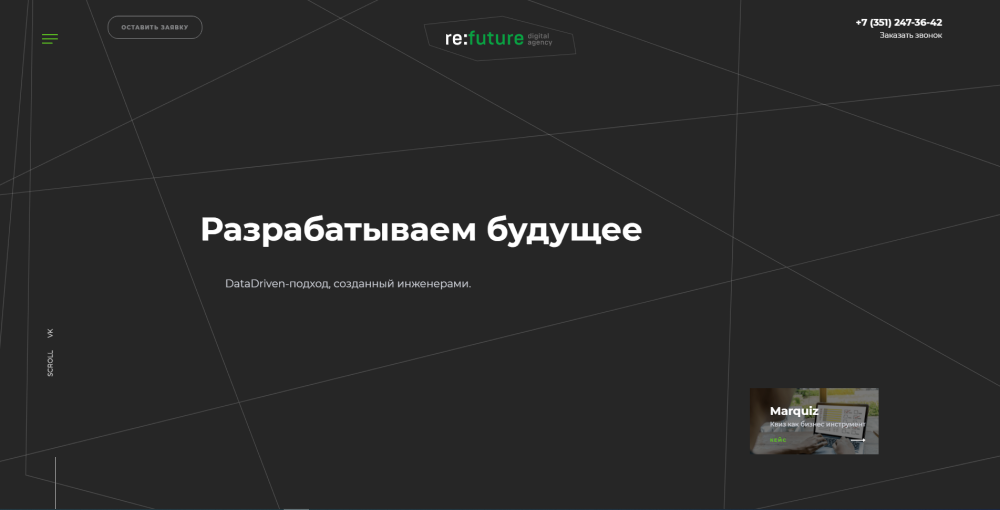 ОСТАВИТЬ ЗАЯВКУ
re:future digital agency
+7 (351) 247-36-42
Заказать звонок
Разрабатываем будущее
DataDriven-подход, созданный инженерами.
VK
SCROLL
Marquiz
Квиз как бизнес инструмент
КЕЙС